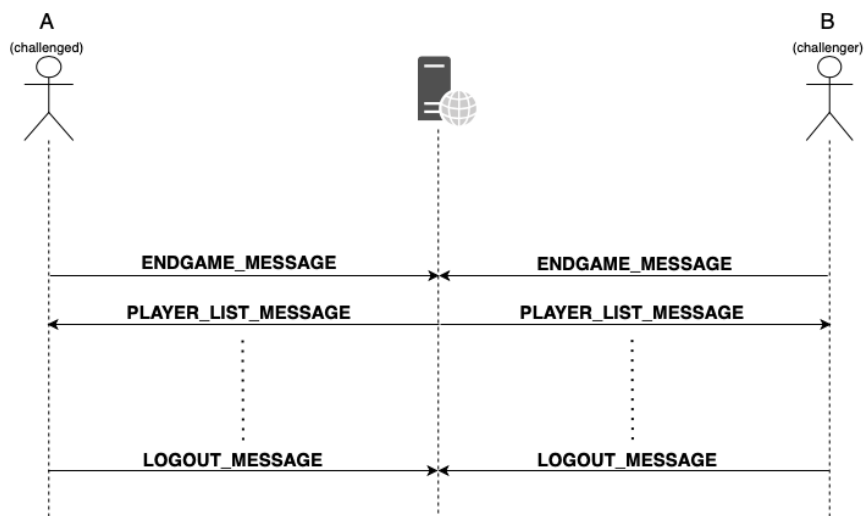 A
B
(challenged)
(challenger)
ENDGAME_MESSAGE
ENDGAME_MESSAGE
PLAYER_LIST_MESSAGE
PLAYER_LIST_MESSAGE
LOGOUT_MESSAGE
LOGOUT_MESSAGE